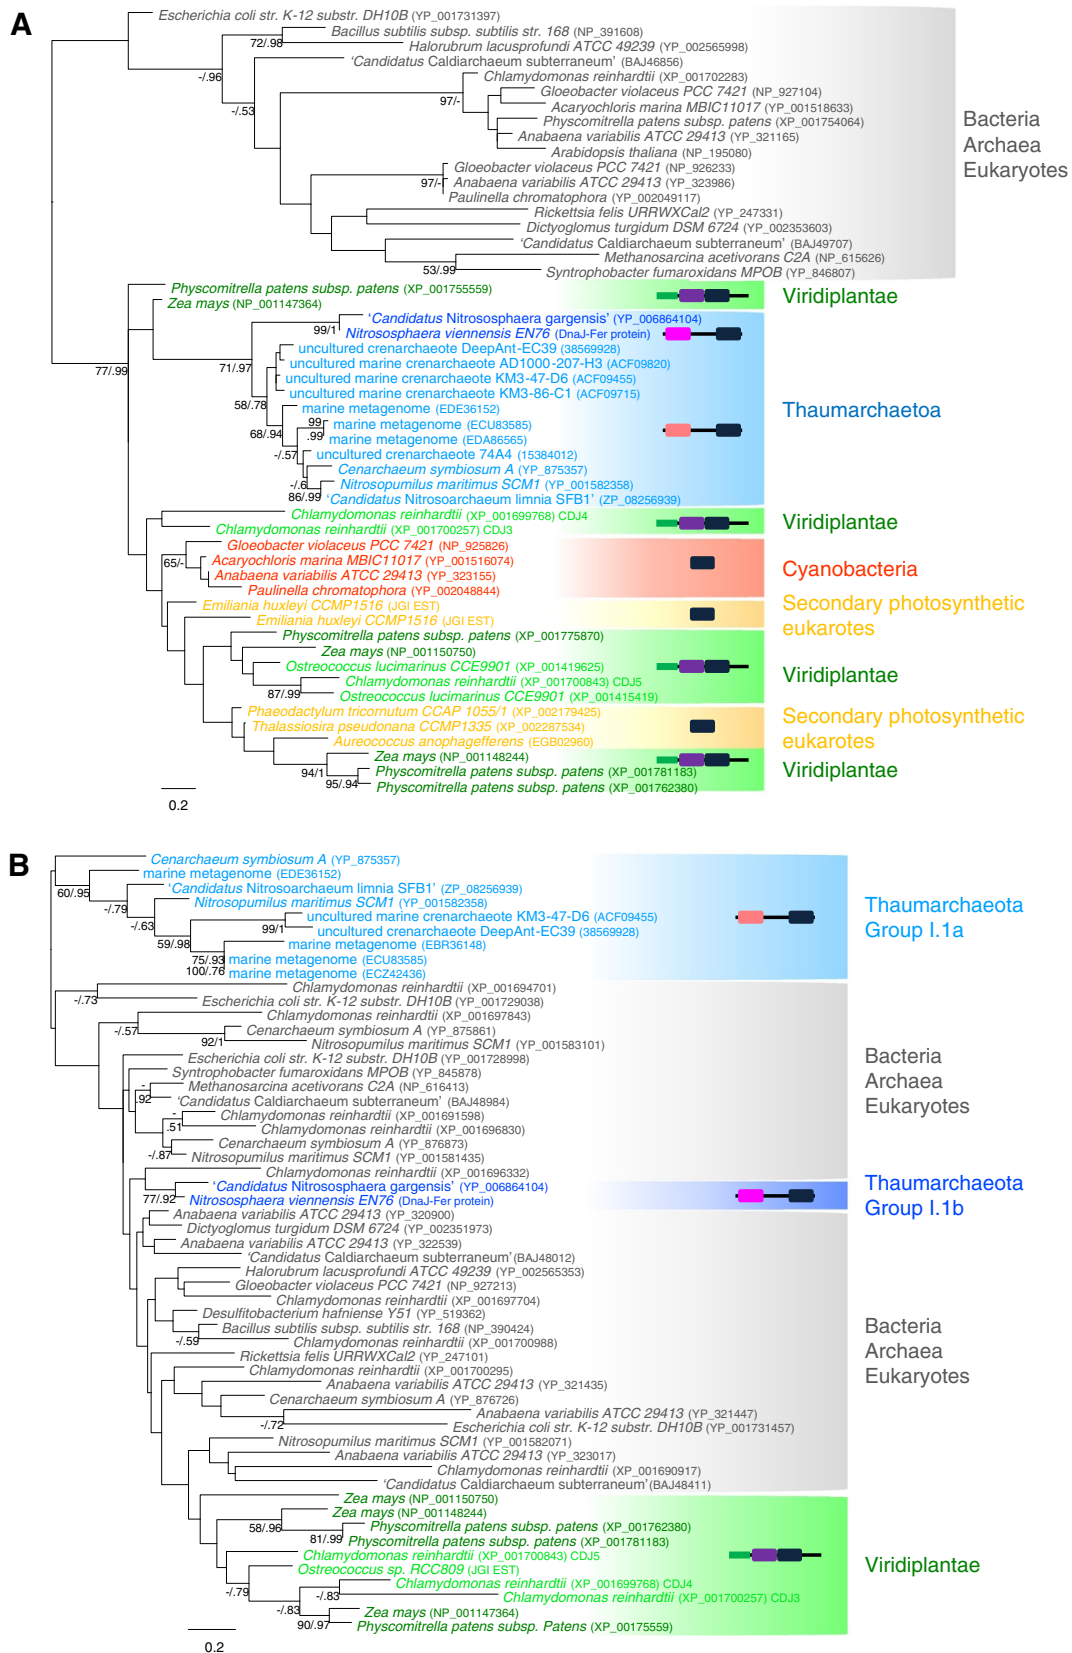 A
Escherichia coli str. K-12 substr. DH10B (YP_001731397)
Bacillus subtilis subsp. subtilis str. 168 (NP_391608)
72/.98
Halorubrum lacusprofundi ATCC 49239 (YP_002565998)
'Candidatus Caldiarchaeum subterraneum' (BAJ46856)
-/.96
Chlamydomonas reinhardtii (XP_001702283)
Gloeobacter violaceus PCC 7421 (NP_927104)
97/-
Acaryochloris marina MBIC11017 (YP_001518633)
-/.53
Physcomitrella patens subsp. patens (XP_001754064)
Anabaena variabilis ATCC 29413 (YP_321165)
Arabidopsis thaliana (NP_195080)
Bacteria
Archaea
Eukaryotes
Gloeobacter violaceus PCC 7421 (NP_926233)
97/-
Anabaena variabilis ATCC 29413 (YP_323986)
Paulinella chromatophora (YP_002049117)
Rickettsia felis URRWXCal2 (YP_247331)
Dictyoglomus turgidum DSM 6724 (YP_002353603)
'Candidatus Caldiarchaeum subterraneum' (BAJ49707)
Methanosarcina acetivorans C2A (NP_615626)
53/.99
Syntrophobacter fumaroxidans MPOB (YP_846807)
Physcomitrella patens subsp. patens (XP_001755559)
Zea mays (NP_001147364)
Viridiplantae
'Candidatus Nitrososphaera gargensis' (YP_006864104)
99/1
Nitrososphaera viennensis EN76 (DnaJ-Fer protein)
uncultured crenarchaeote DeepAnt-EC39 (38569928)
77/.99
71/.97
uncultured marine crenarchaeote AD1000-207-H3 (ACF09820)
uncultured marine crenarchaeote KM3-47-D6 (ACF09455)
uncultured marine crenarchaeote KM3-86-C1 (ACF09715)
58/.78
marine metagenome (EDE36152)
Thaumarchaetoa
99
marine metagenome (ECU83585)
68/.94
.99
marine metagenome (EDA86565)
-/.57
uncultured crenarchaeote 74A4 (15384012)
Cenarchaeum symbiosum A (YP_875357)
-/.6
Nitrosopumilus maritimus SCM1 (YP_001582358)
86/.99
'Candidatus Nitrosoarchaeum limnia SFB1' (ZP_08256939)
Chlamydomonas reinhardtii (XP_001699768) CDJ4
Chlamydomonas reinhardtii (XP_001700257) CDJ3
Viridiplantae
Gloeobacter violaceus PCC 7421 (NP_925826)
65/-
Acaryochloris marina MBIC11017 (YP_001516074)
Anabaena variabilis ATCC 29413 (YP_323155)
Paulinella chromatophora (YP_002048844)
Cyanobacteria
Emiliania huxleyi CCMP1516 (JGI EST)
Emiliania huxleyi CCMP1516 (JGI EST)
Secondary photosynthetic
eukarotes
Physcomitrella patens subsp. patens (XP_001775870)
Zea mays (NP_001150750)
Ostreococcus lucimarinus CCE9901 (XP_001419625)
Chlamydomonas reinhardtii (XP_001700843) CDJ5
87/.99
Ostreococcus lucimarinus CCE9901 (XP_001415419)
Viridiplantae
Phaeodactylum tricornutum CCAP 1055/1 (XP_002179425)
Thalassiosira pseudonana CCMP1335 (XP_002287534)
Aureococcus anophagefferens (EGB02960)
Secondary photosynthetic
eukarotes
Zea mays (NP_001148244)
94/1
Physcomitrella patens subsp. patens (XP_001781183)
95/.94
Physcomitrella patens subsp. patens (XP_001762380)
Viridiplantae
0.2
B
Cenarchaeum symbiosum A (YP_875357)
marine metagenome (EDE36152)
60/.95
'Candidatus Nitrosoarchaeum limnia SFB1' (ZP_08256939)
-/.79
Nitrosopumilus maritimus SCM1 (YP_001582358)
-/.63
uncultured marine crenarchaeote KM3-47-D6 (ACF09455)
99/1
uncultured crenarchaeote DeepAnt-EC39 (38569928)
59/.98
marine metagenome (EBR36148)
75/.93
marine metagenome (ECU83585)
100/.76
marine metagenome (ECZ42436)
Thaumarchaeota
Group I.1a
Chlamydomonas reinhardtii (XP_001694701)
-/.73
Escherichia coli str. K-12 substr. DH10B (YP_001729038)
Chlamydomonas reinhardtii (XP_001697843)
-/.57
Cenarchaeum symbiosum A (YP_875861)
92/1
Nitrosopumilus maritimus SCM1 (YP_001583101)
Escherichia coli str. K-12 substr. DH10B (YP_001728998)
Syntrophobacter fumaroxidans MPOB (YP_845878)
-
Methanosarcina acetivorans C2A (NP_616413)
.92
'Candidatus Caldiarchaeum subterraneum' (BAJ48984)
-
Chlamydomonas reinhardtii (XP_001691598)
.51
Chlamydomonas reinhardtii (XP_001696830)
Cenarchaeum symbiosum A (YP_876873)
-/.87
Nitrosopumilus maritimus SCM1 (YP_001581435)
Bacteria
Archaea
Eukaryotes
Chlamydomonas reinhardtii (XP_001696332)
'Candidatus Nitrososphaera gargensis' (YP_006864104)
77/.92
Nitrososphaera viennensis EN76 (DnaJ-Fer protein)
Thaumarchaeota
Group I.1b
Anabaena variabilis ATCC 29413 (YP_320900)
Dictyoglomus turgidum DSM 6724 (YP_002351973)
Anabaena variabilis ATCC 29413 (YP_322539)
'Candidatus Caldiarchaeum subterraneum'(BAJ48012)
Halorubrum lacusprofundi ATCC 49239 (YP_002565353)
Gloeobacter violaceus PCC 7421 (NP_927213)
Chlamydomonas reinhardtii (XP_001697704)
Desulfitobacterium hafniense Y51 (YP_519362)
Bacillus subtilis subsp. subtilis str. 168 (NP_390424)
-/.59
Chlamydomonas reinhardtii (XP_001700988)
Rickettsia felis URRWXCal2 (YP_247101)
Chlamydomonas reinhardtii (XP_001700295)
Anabaena variabilis ATCC 29413 (YP_321435)
Cenarchaeum symbiosum A (YP_876726)
Anabaena variabilis ATCC 29413 (YP_321447)
-/.72
Escherichia coli str. K-12 substr. DH10B (YP_001731457)
Nitrosopumilus maritimus SCM1 (YP_001582071)
Anabaena variabilis ATCC 29413 (YP_323017)
Chlamydomonas reinhardtii (XP_001690917)
'Candidatus Caldiarchaeum subterraneum'(BAJ48411)
Bacteria
Archaea
Eukaryotes
Zea mays (NP_001150750)
Zea mays (NP_001148244)
58/.96
Physcomitrella patens subsp. patens (XP_001762380)
81/.99
Physcomitrella patens subsp. patens (XP_001781183)
Chlamydomonas reinhardtii (XP_001700843) CDJ5
Ostreococcus sp. RCC809 (JGI EST)
-/.79
Chlamydomonas reinhardtii (XP_001699768) CDJ4
-/.83
Chlamydomonas reinhardtii (XP_001700257) CDJ3
-/.83
Zea mays (NP_001147364)
90/.97
Physcomitrella patens subsp. Patens (XP_00175559)
Viridiplantae
0.2